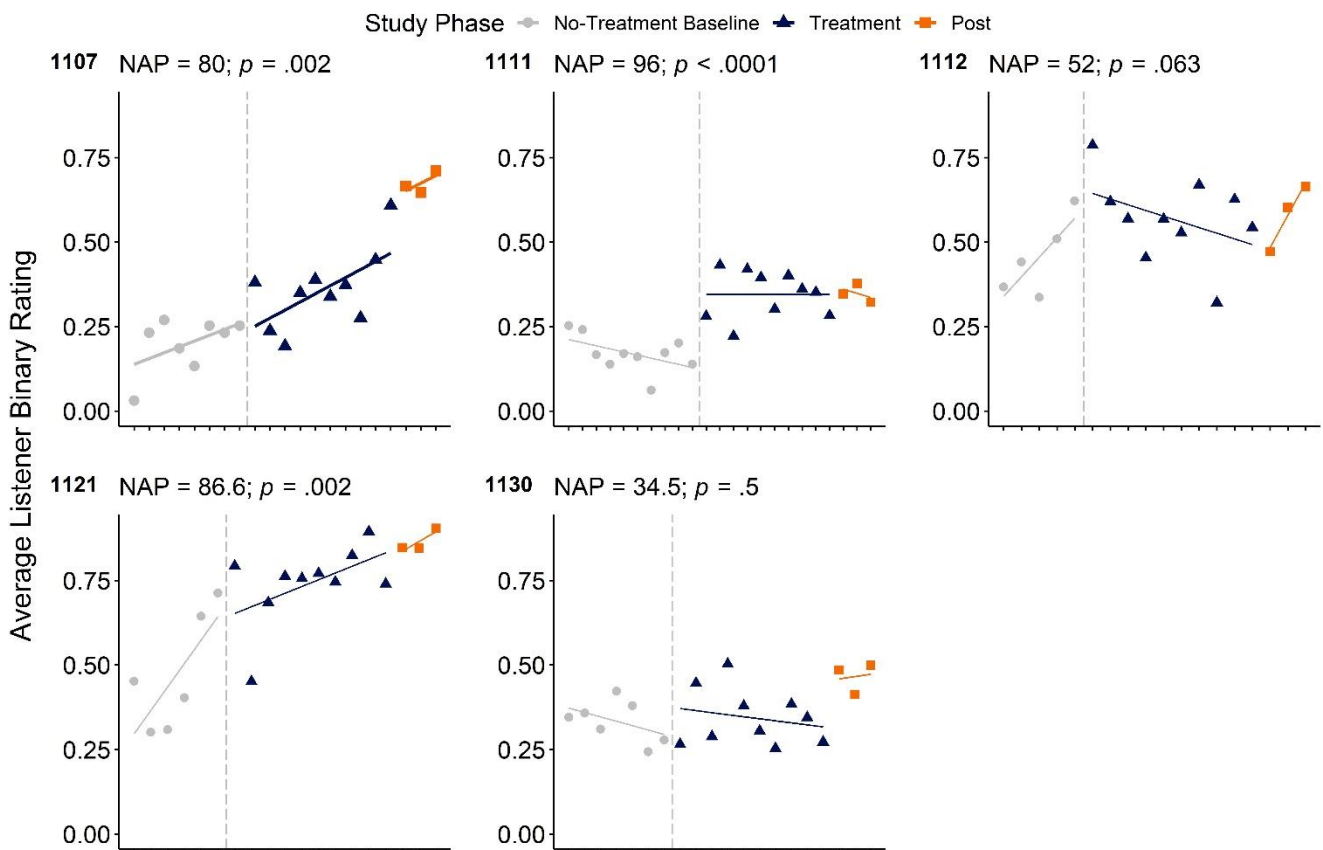 Study Phase No-Treatment Baseline Treatment Post
1107 NAP = 80; p = .002
1111 NAP = 96; p < .0001
1112 NAP = 52; p = .063
0.75
0.50
0.25
0.00
0.75
0.50
0.25
0.00
0.75
0.50
0.25
0.00
Average Listener Binary Rating
1121 NAP = 86.6; p = .002
1130 NAP = 34.5; p = .5
0.75
0.50
0.25
0.00
0.75
0.50
0.25
0.00